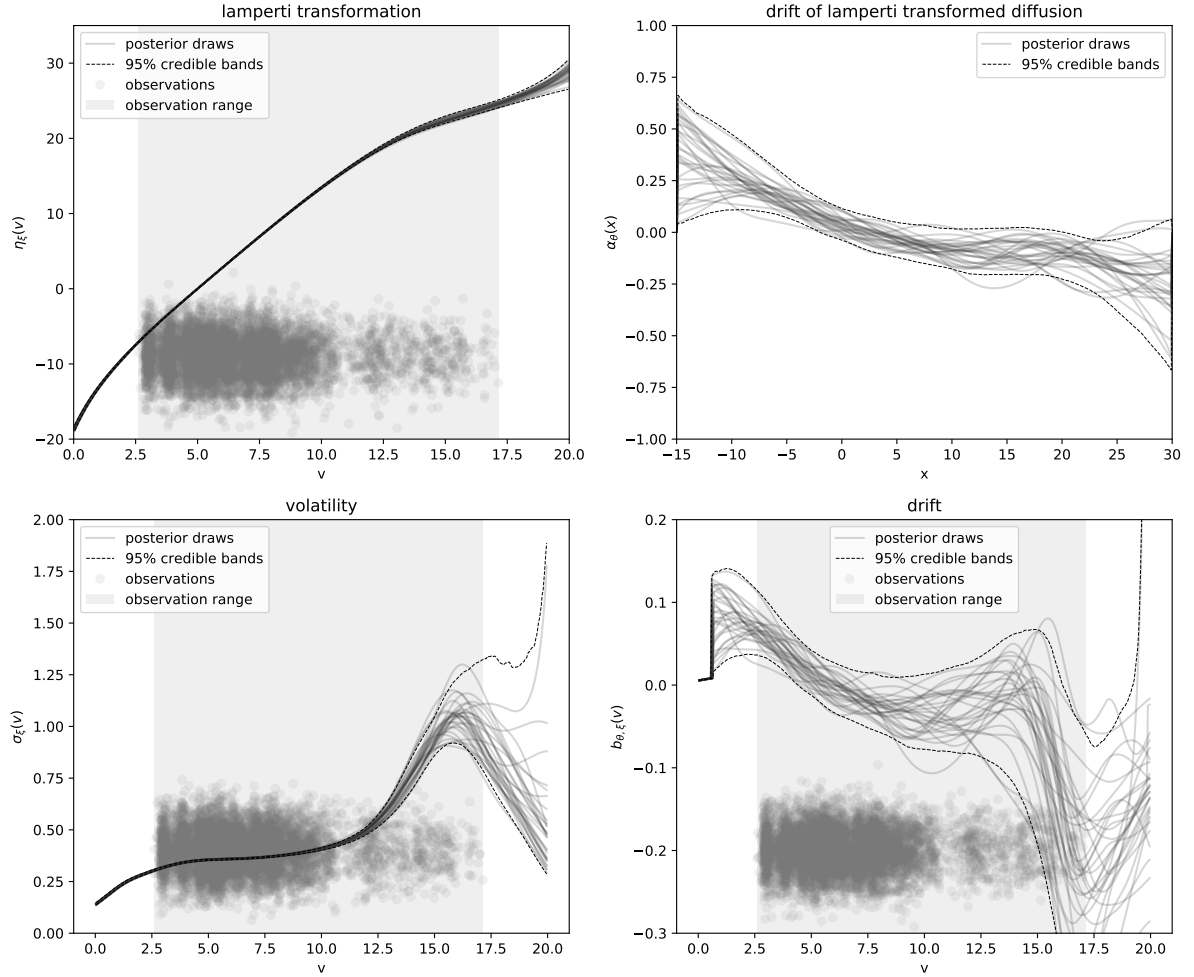 lamperti transformation
posterior draws
95% credible bands
observations
observation range
30
20
10
0
−10
−20
0.0 2.5 5.0 7.5 10.0 12.5 15.0 17.5 20.0
v
ηξ(v)
drift of lamperti transformed diffusion
posterior draws
95% credible bands
1.00
0.75
0.50
0.25
0.00
−0.25
−0.50
−0.75
−1.00
−15 −10 −5 0 5 10 15 20 25 30
x
αθ(x)
volatility
posterior draws
95% credible bands
observations
observation range
2.00
1.75
1.50
1.25
1.00
0.75
0.50
0.25
0.00
0.0 2.5 5.0 7.5 10.0 12.5 15.0 17.5 20.0
v
σξ(v)
drift
posterior draws
95% credible bands
observations
observation range
0.2
0.1
0.0
−0.1
−0.2
−0.3
0.0 2.5 5.0 7.5 10.0 12.5 15.0 17.5 20.0
v
bθ,ξ(v)